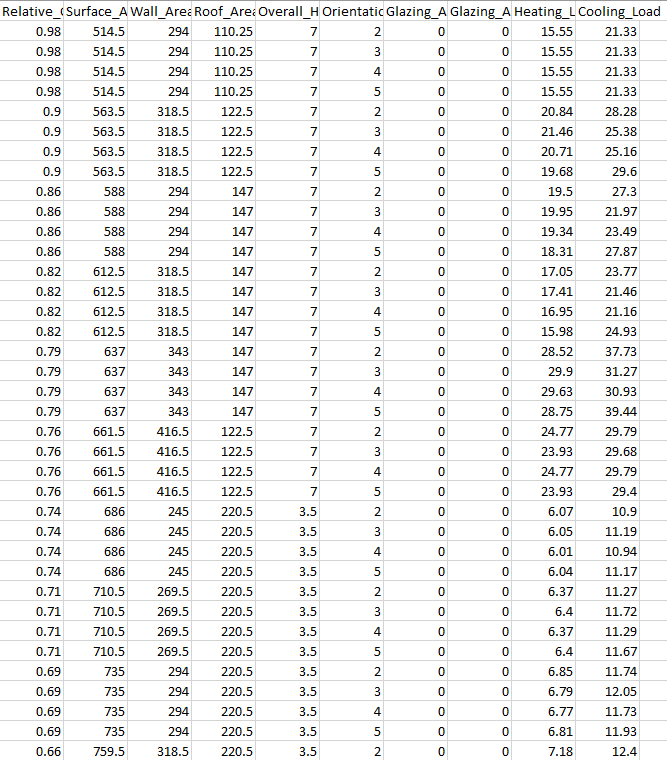 Relative_C Surface_A Wall_Area Roof_Area Overall_H Orientatic Glazing_A Glazing_A Heating_L Cooling_Load
0.98 514.5 294 110.25 7 2 0 0 15.55 21.33
0.98 514.5 294 110.25 7 3 0 0 15.55 21.33
0.98 514.5 294 110.25 7 4 0 0 15.55 21.33
0.98 514.5 294 110.25 7 5 0 0 15.55 21.33
0.9 563.5 318.5 122.5 7 2 0 0 20.84 28.28
0.9 563.5 318.5 122.5 7 3 0 0 21.46 25.38
0.9 563.5 318.5 122.5 7 4 0 0 20.71 25.16
0.9 563.5 318.5 122.5 7 5 0 0 19.68 29.6
0.86 588 294 147 7 2 0 0 19.5 27.3
0.86 588 294 147 7 3 0 0 19.95 21.97
0.86 588 294 147 7 4 0 0 19.34 23.49
0.86 588 294 147 7 5 0 0 18.31 27.87
0.82 612.5 318.5 147 7 2 0 0 17.05 23.77
0.82 612.5 318.5 147 7 3 0 0 17.41 21.46
0.82 612.5 318.5 147 7 4 0 0 16.95 21.16
0.82 612.5 318.5 147 7 5 0 0 15.98 24.93
0.79 637 343 147 7 2 0 0 28.52 37.73
0.79 637 343 147 7 3 0 0 29.9 31.27
0.79 637 343 147 7 4 0 0 29.63 30.93
0.79 637 343 147 7 5 0 0 28.75 39.44
0.76 661.5 416.5 122.5 7 2 0 0 24.77 29.79
0.76 661.5 416.5 122.5 7 3 0 0 23.93 29.68
0.76 661.5 416.5 122.5 7 4 0 0 24.77 29.79
0.76 661.5 416.5 122.5 7 5 0 0 23.93 29.4
0.74 686 245 220.5 3.5 2 0 0 6.07 10.9
0.74 686 245 220.5 3.5 3 0 0 6.05 11.19
0.74 686 245 220.5 3.5 4 0 0 6.01 10.94
0.74 686 245 220.5 3.5 5 0 0 6.04 11.17
0.71 710.5 269.5 220.5 3.5 2 0 0 6.37 11.27
0.71 710.5 269.5 220.5 3.5 3 0 0 6.4 11.72
0.71 710.5 269.5 220.5 3.5 4 0 0 6.37 11.29
0.71 710.5 269.5 220.5 3.5 5 0 0 6.4 11.67
0.69 735 294 220.5 3.5 2 0 0 6.85 11.74
0.69 735 294 220.5 3.5 3 0 0 6.79 12.05
0.69 735 294 220.5 3.5 4 0 0 6.77 11.73
0.69 735 294 220.5 3.5 5 0 0 6.81 11.93
0.66 759.5 318.5 220.5 3.5 2 0 0 7.18 12.4